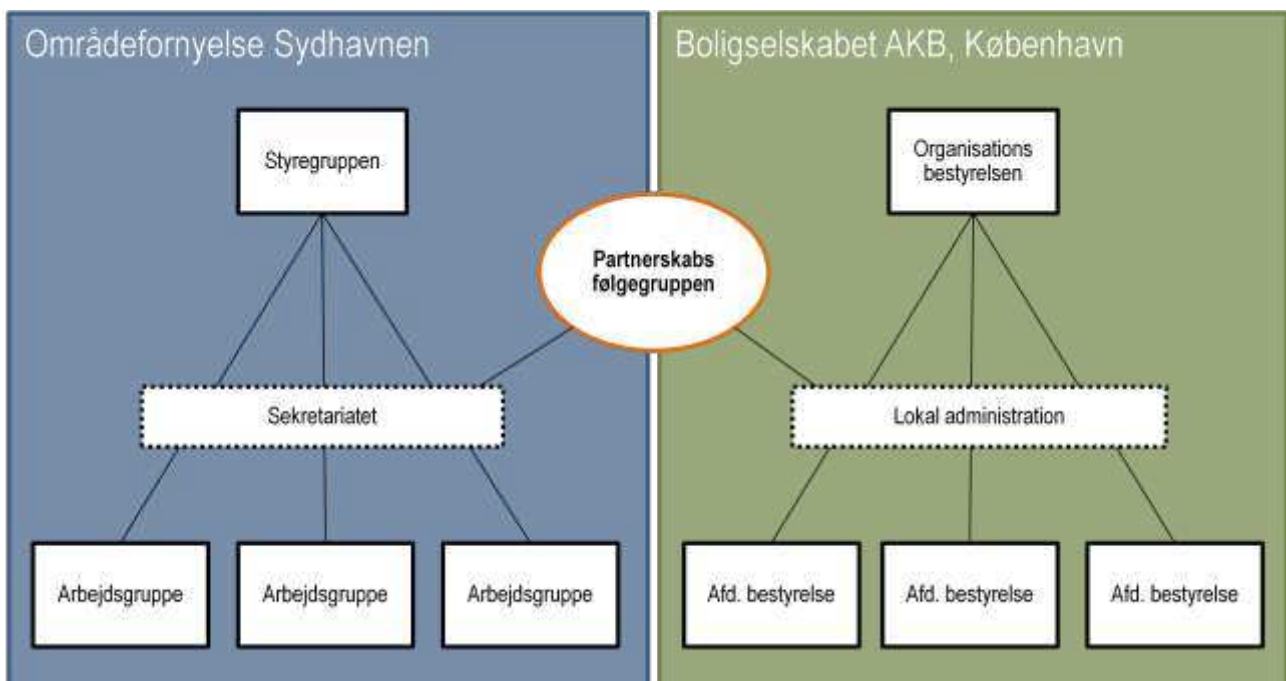 Områdefornyelse Sydhavnen
Styregruppen
Sekretariatet
Arbejdsgruppe
Arbejdsgruppe
Arbejdsgruppe
Partnerskabs
følgegruppen
Boligselskabet AKB, København
Organisations
bestyrelsen
Lokal administration
Afd. bestyrelse
Afd. bestyrelse
Afd. bestyrelse